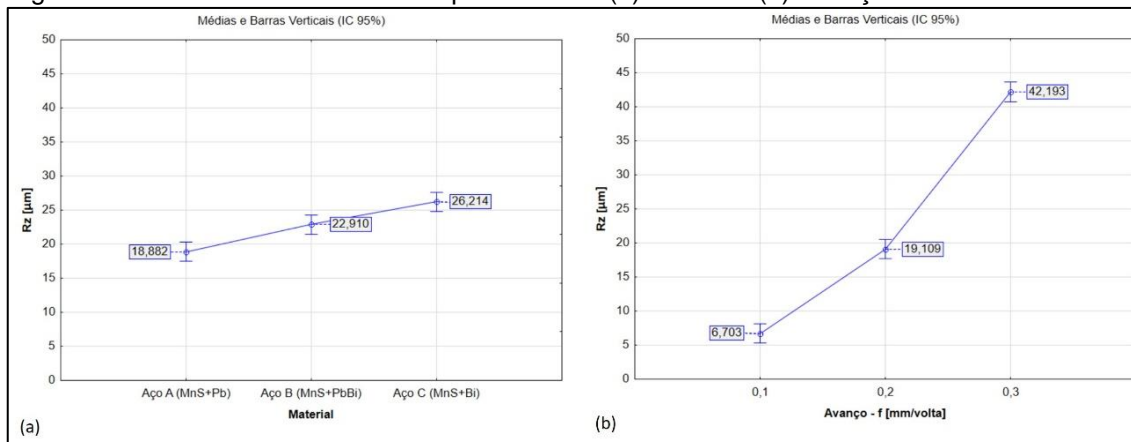 Médias e Barras Verticais (IC 95%)
50
45
40
35
30
25
20
15
10
5
0
Rz [µm]
18,882
22,910
26,214
Aço A (MnS+Pb) Aço B (MnS+PbBi) Aço C (MnS+Bi)
Material
(a)
Médias e Barras Verticais (IC 95%)
50
45
40
35
30
25
20
15
10
5
0
Rz [µm]
6,703
19,109
42,193
0,1 0,2 0,3
Avanço - f [mm/volta]
(b)